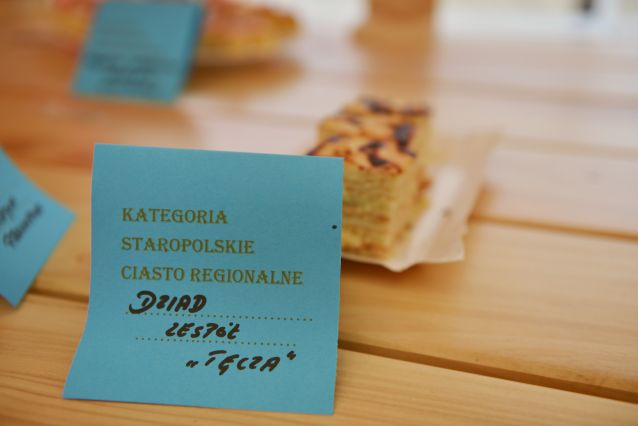 KATEGORIA
STAROPOLSKIE
CIASTO REGIONALNE
DZIAD
ZESPÓŁ
„TĘCZA”